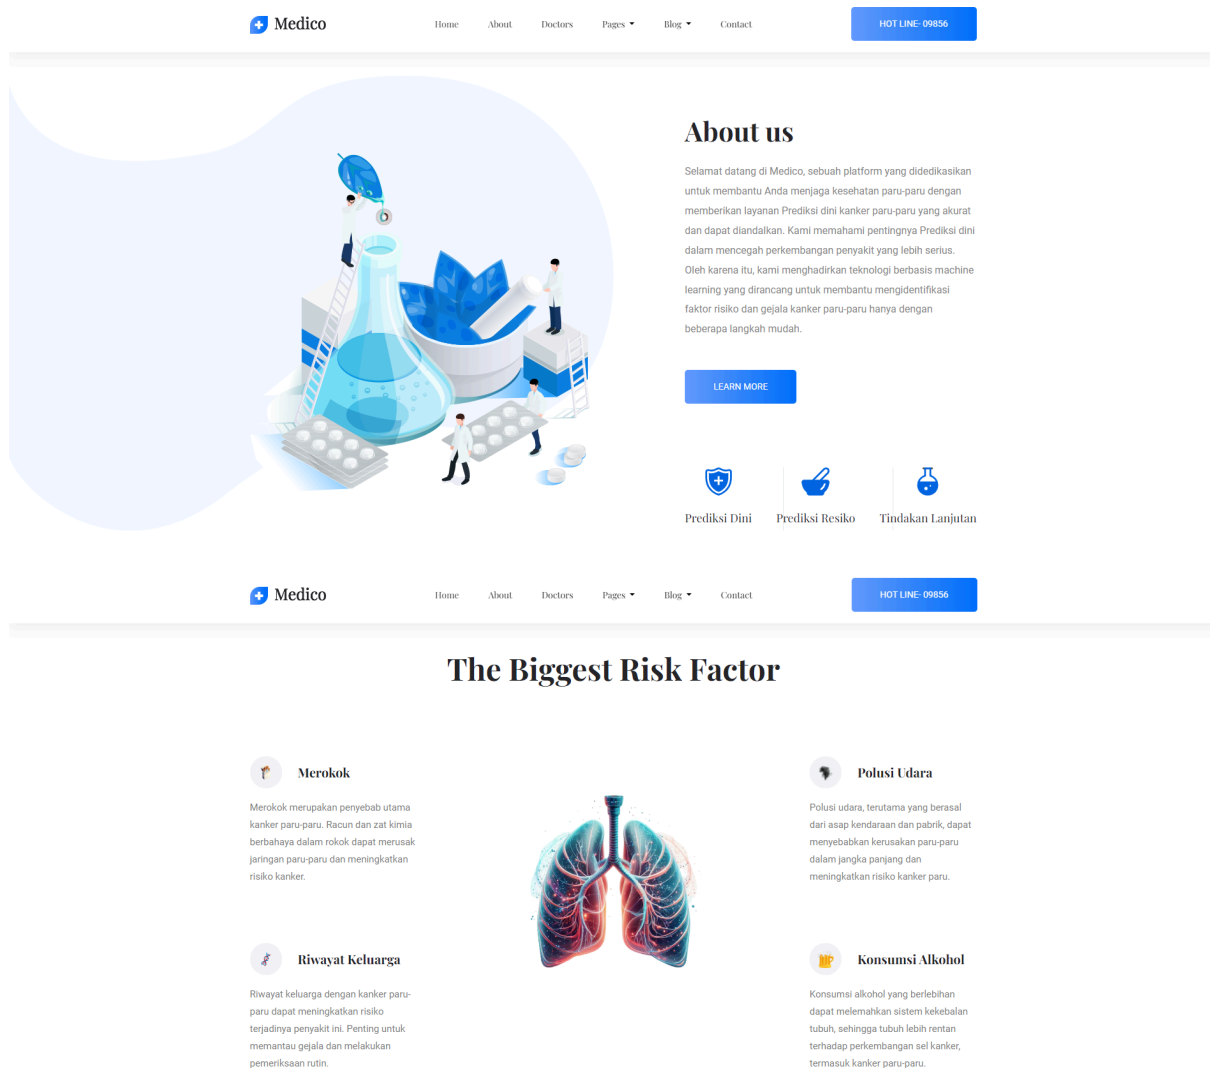 Medico
Home About Doctors Pages Blog Contact
HOT LINE- 09856
About us
Selamat datang di Medico, sebuah platform yang didedikasikan
untuk membantu Anda menjaga kesehatan paru-paru dengan
memberikan layanan Prediksi dini kanker paru-paru yang akurat
dan dapat diandalkan. Kami memahami pentingnya Prediksi dini
dalam mencegah perkembangan penyakit yang lebih serius.
Oleh karena itu, kami menghadirkan teknologi berbasis machine
learning yang dirancang untuk membantu mengidentifikasi
faktor risiko dan gejala kanker paru-paru hanya dengan
beberapa langkah mudah.
LEARN MORE
Prediksi Dini Prediksi Resiko Tindakan Lanjutan
Medico
Home About Doctors Pages Blog Contact
HOT LINE- 09856
The Biggest Risk Factor
Merokok
Merokok merupakan penyebab utama
kanker paru-paru. Racun dan zat kimia
berbahaya dalam rokok dapat merusak
jaringan paru-paru dan meningkatkan
risiko kanker.
Riwayat Keluarga
Riwayat keluarga dengan kanker paru-
paru dapat meningkatkan risiko
terjadinya penyakit ini. Penting untuk
memantau gejala dan melakukan
pemeriksaan rutin.
Polusi Udara
Polusi udara, terutama yang berasal
dari asap kendaraan dan pabrik, dapat
menyebabkan kerusakan paru-paru
dalam jangka panjang dan
meningkatkan risiko kanker paru.
Konsumsi Alkohol
Konsumsi alkohol yang berlebihan
dapat melemahkan sistem kekebalan
tubuh, sehingga tubuh lebih rentan
terhadap perkembangan sel kanker,
termasuk kanker paru-paru.